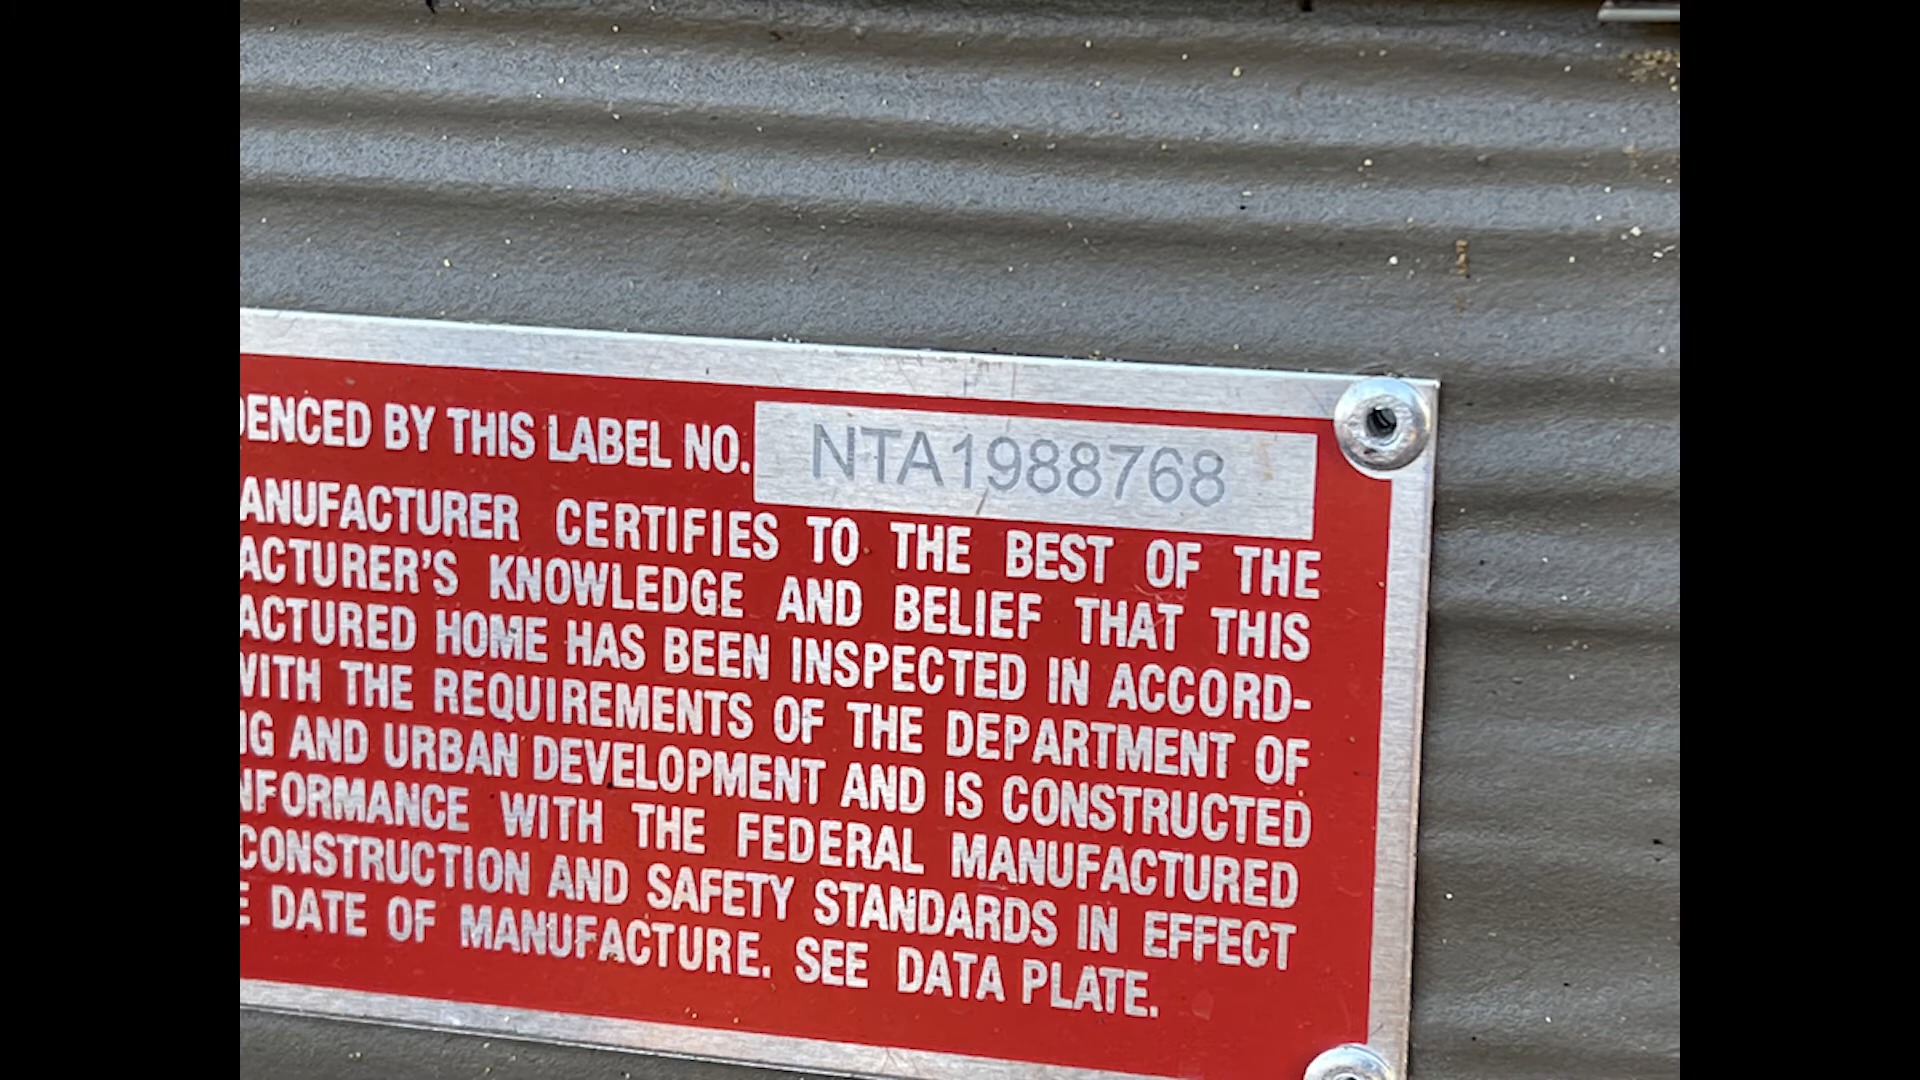 DENCED BY THIS LABEL NO. NTA1988768
ANUFACTURER CERTIFIES TO THE BEST OF THE
ACTURER'S KNOWLEDGE AND BELIEF THAT THIS
ACTURED HOME HAS BEEN INSPECTED IN ACCORD-
WITH THE REQUIREMENTS OF THE DEPARTMENT OF
NG AND URBAN DEVELOPMENT AND IS CONSTRUCTED
NFORMANCE WITH THE FEDERAL MANUFACTURED
CONSTRUCTION AND SAFETY STANDARDS IN EFFECT
E DATE OF MANUFACTURE. SEE DATA PLATE.